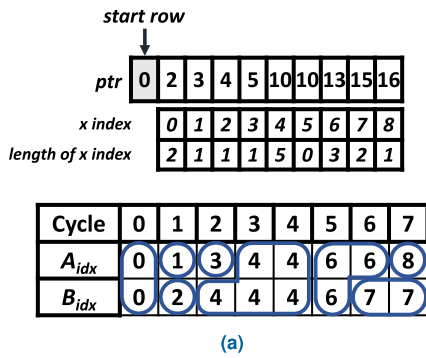 start row
ptr 0 2 3 4 5 10 10 13 15 16
x index 0 1 2 3 4 5 6 7 8
length of x index 2 1 1 1 5 0 3 2 1
Cycle 0 1 2 3 4 5 6 7
Aidx 0 1 3 4 4 6 6 8
Bidx 0 2 4 4 4 6 7 7
(a)